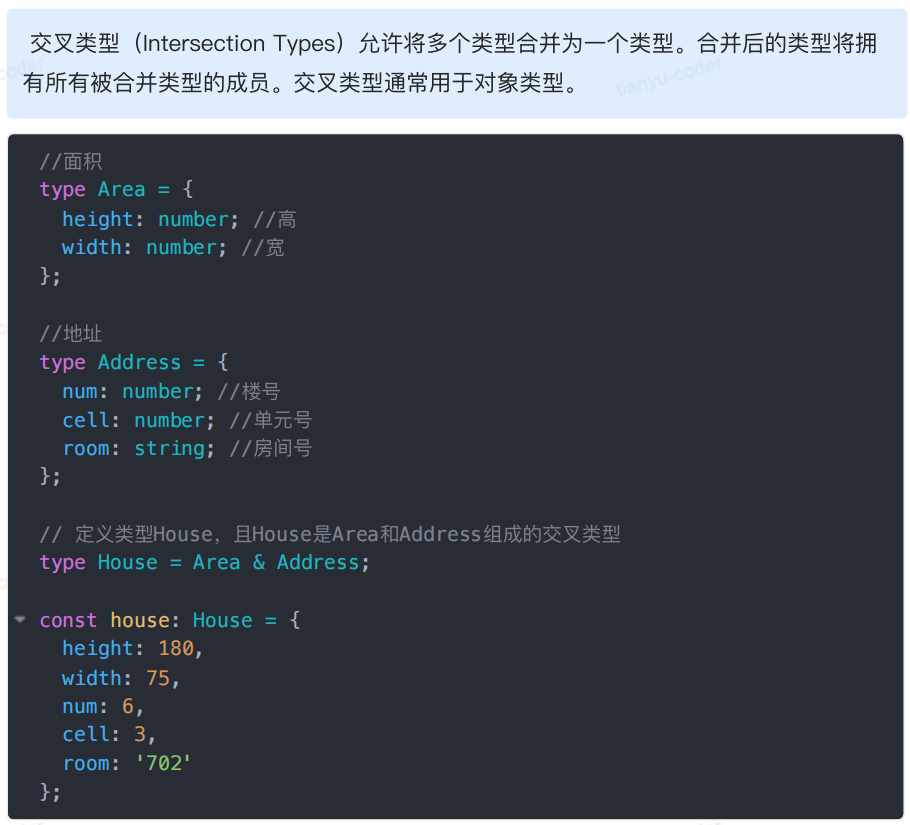 交叉类型（Intersection Types）允许将多个类型合并为一个类型。合并后的类型将拥
有所有被合并类型的成员。交叉类型通常用于对象类型。
tianyu-coder
//面积
type Area = {
  height: number; //高
  width: number; //宽
};
//地址
type Address = {
  num: number; //楼号
  cell: number; //单元号
  room: string; //房间号
};
// 定义类型House，且House是Area和Address组成的交叉类型
type House = Area & Address;
const house: House = {
  height: 180,
  width: 75,
  num: 6,
  cell: 3,
  room: '702'
};